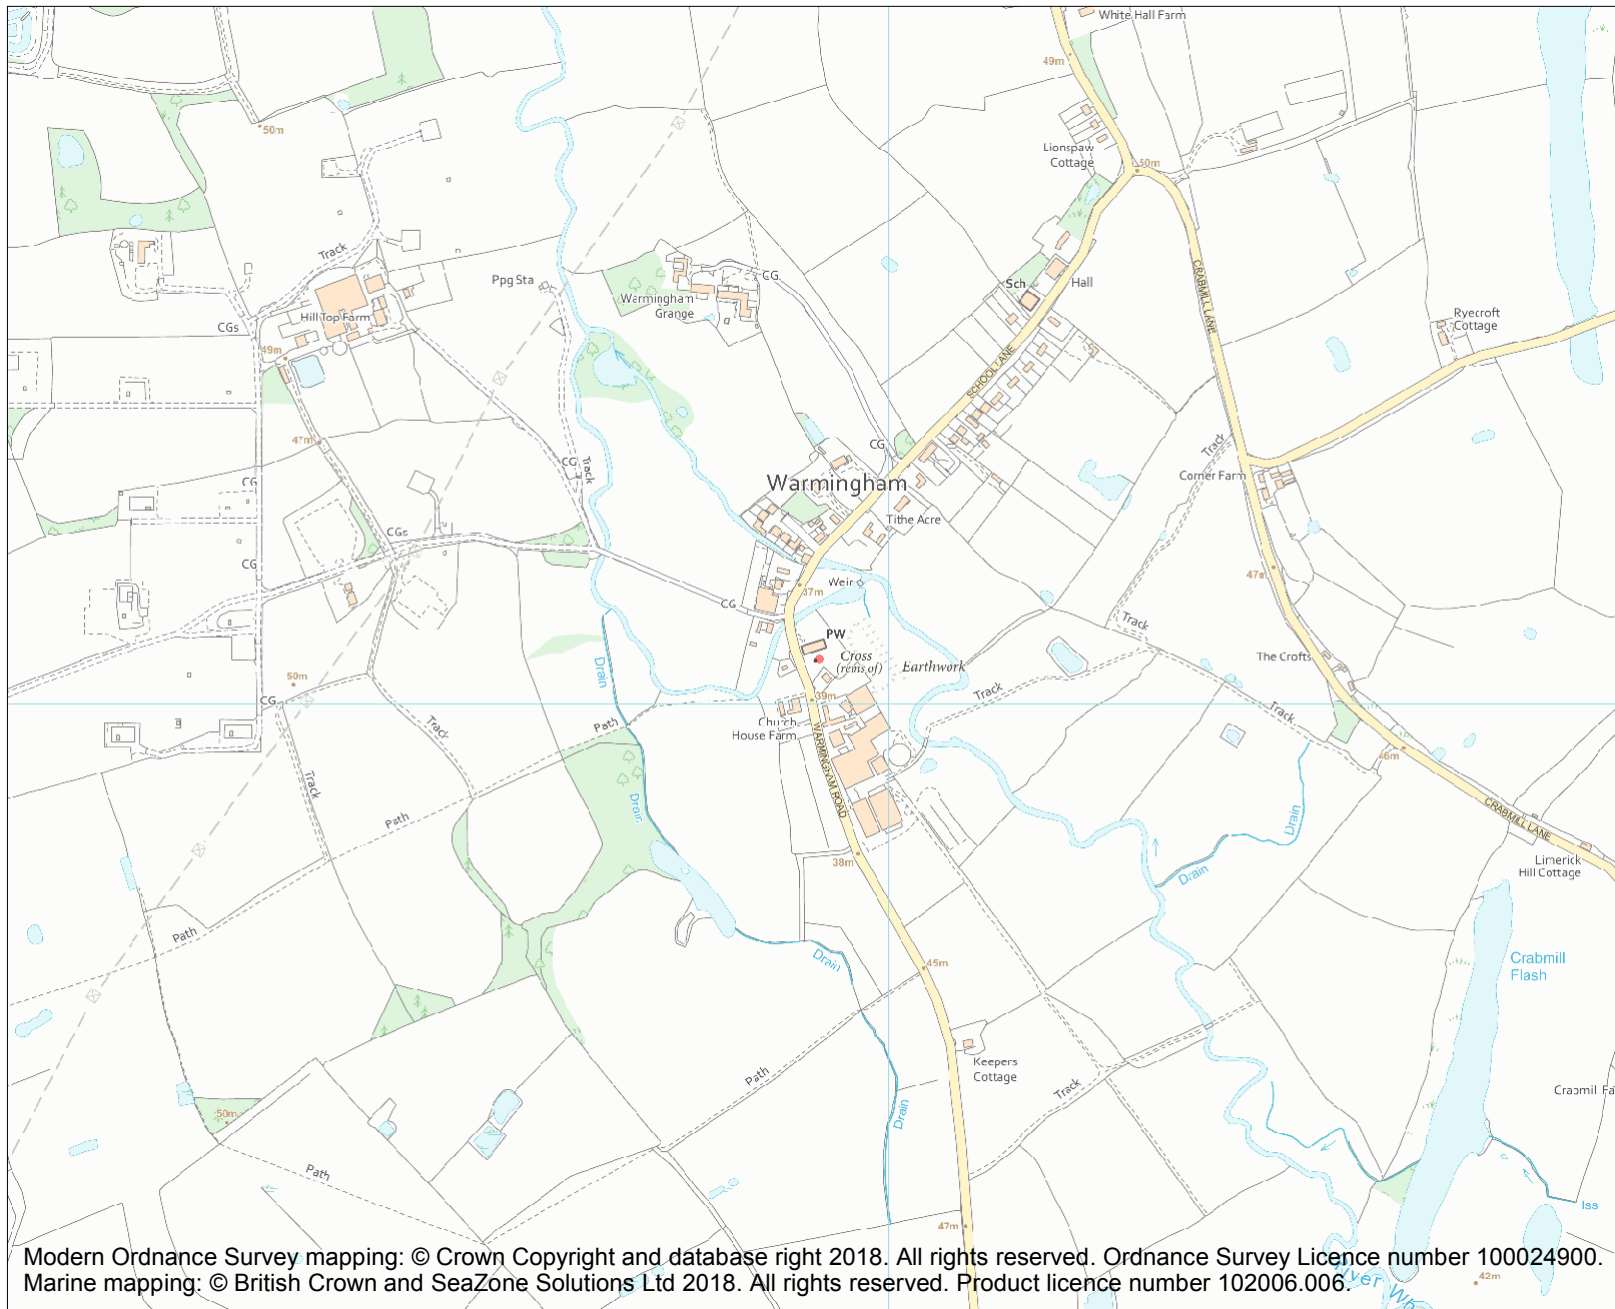 White Hall Farm
49m
50m
Lionspaw
Cottage
50m
Track
Ppg Sta
CG
Sch
Hall
CRABMILL LANE
Warmingham
Grange
Hill Top Farm
CGs
Ryecroft
Cottage
49m
SCHOOL LANE
47m
CG
Track
CG
CG
Track
Corner Farm
Warmingham
Tithe Acre
CGs
CG
Weir
47m
37m
CG
Track
PW
Cross
(rems of)
Earthwork
The Crofts
Drain
50m
CG
Track
39m
Track
Path
Church
House Farm
WARMINGHAM ROAD
Track
46m
Track
Drain
Path
Drain
CRABMILL LANE
38m
Limerick
Hill Cottage
Drain
Path
Drain
45m
Crabmill
Flash
Keepers
Cottage
Path
Track
Crabmill Fa
50m
Drain
Path
Iss
47m
Modern Ordnance Survey mapping: © Crown Copyright and database right 2018. All rights reserved. Ordnance Survey Licence number 100024900.
Marine mapping: © British Crown and SeaZone Solutions Ltd 2018. All rights reserved. Product licence number 102006.006.
River Wh
42m